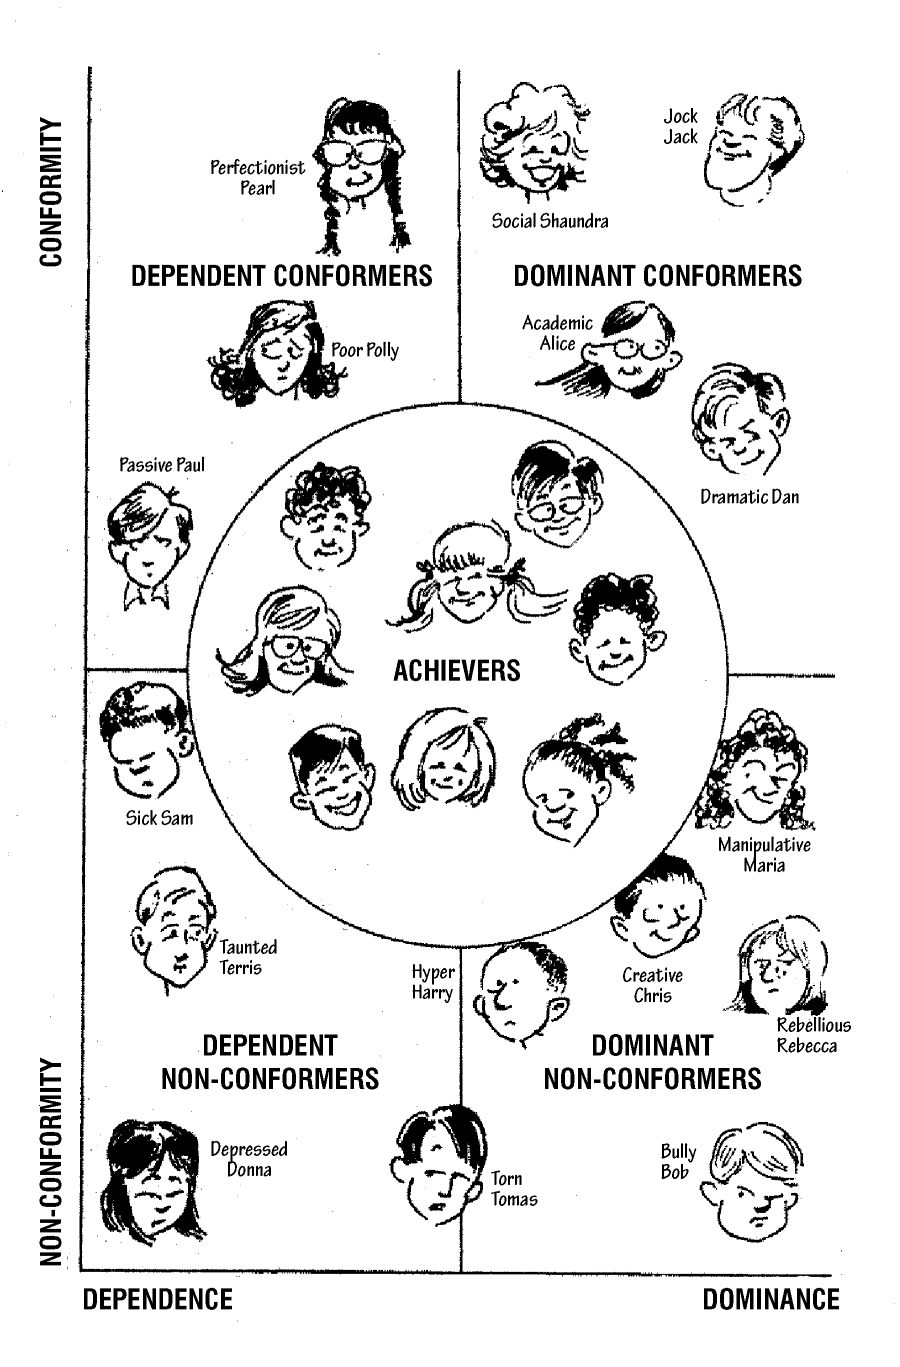 CONFORMITY
Perfectionist
Pearl
Social Shaundra
Jock
Jack
DEPENDENT CONFORMERS
DOMINANT CONFORMERS
Poor Polly
Academic
Alice
Passive Paul
Dramatic Dan
ACHIEVERS
Sick Sam
Manipulative
Maria
Taunted
Terris
Hyper
Harry
Creative
Chris
Rebellious
Rebecca
DEPENDENT
NON-CONFORMERS
DOMINANT
NON-CONFORMERS
NON-CONFORMITY
Depressed
Donna
Torn
Tomas
Bully
Bob
DEPENDENCE
DOMINANCE